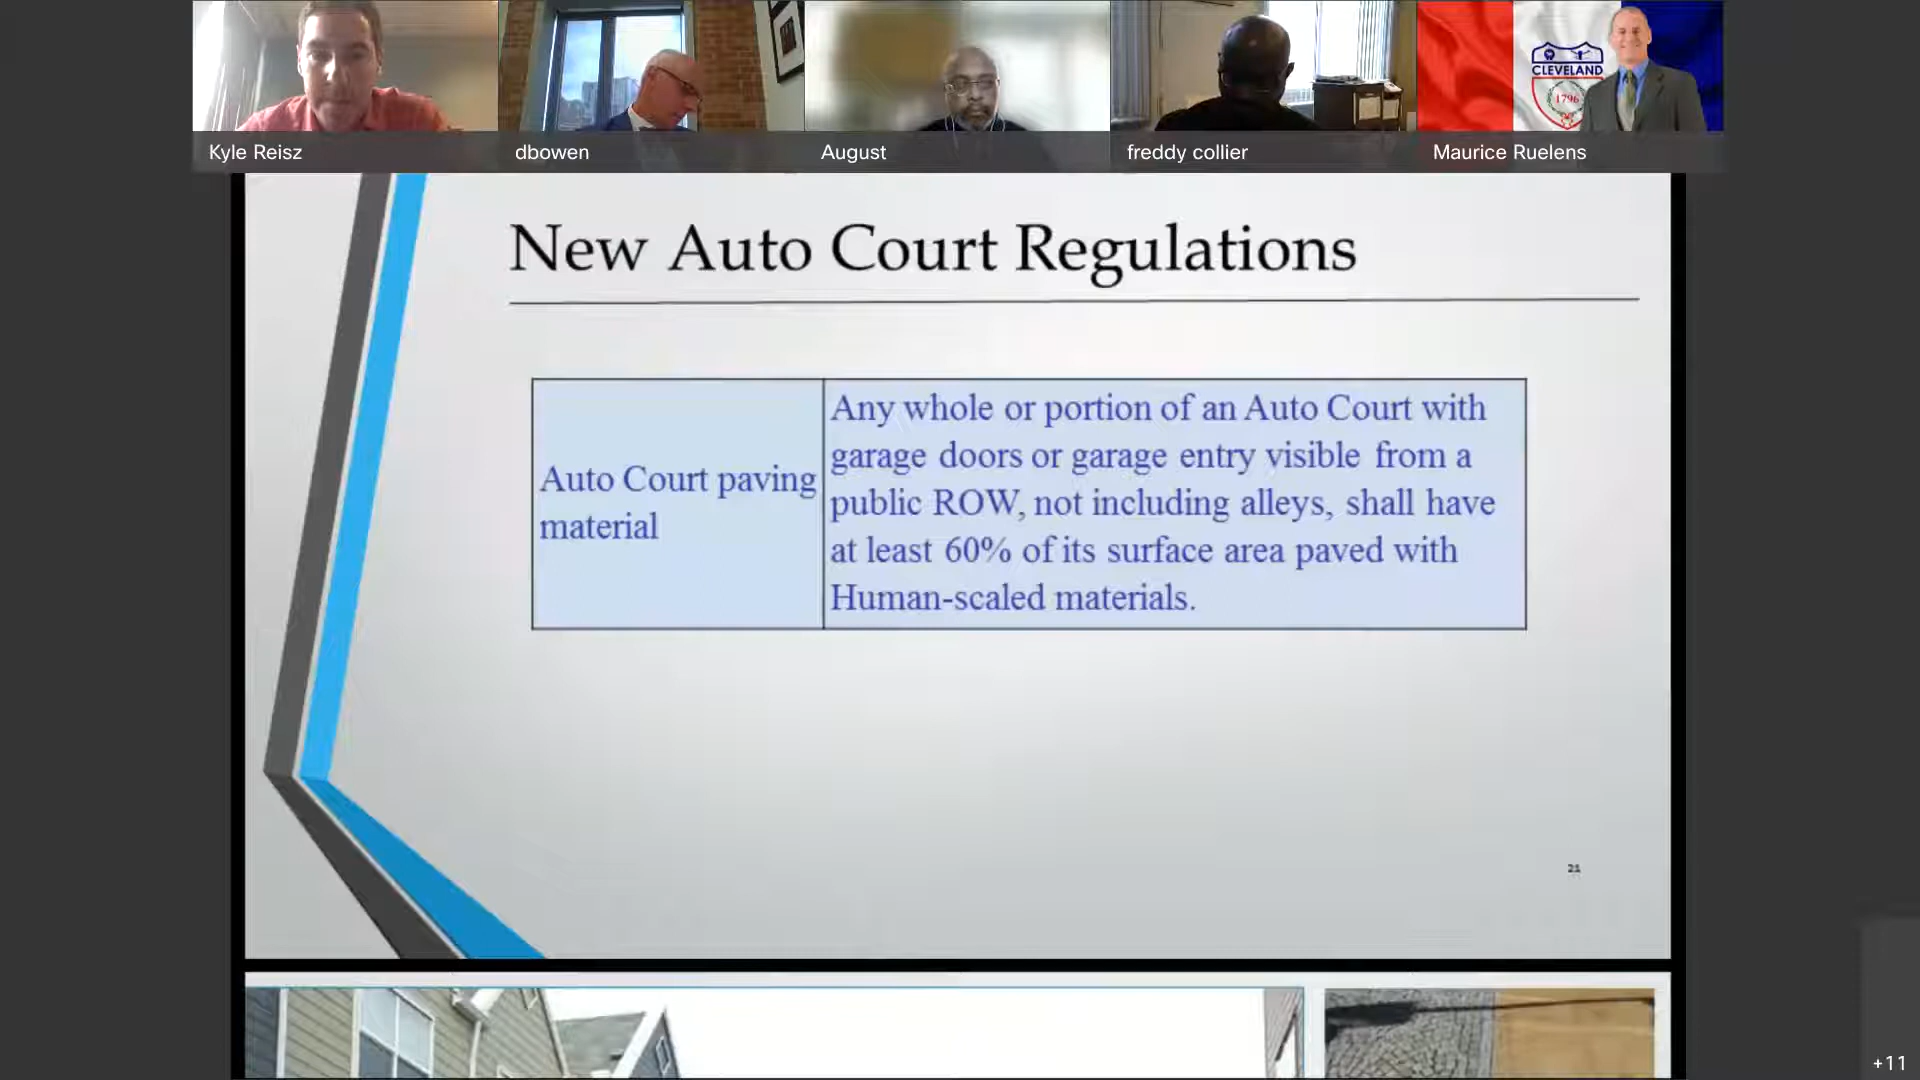 CLEVELAND
1796
Kyle Reisz
dbowen
August
freddy collier
Maurice Ruelens
New Auto Court Regulations
Auto Court paving
material
Any whole or portion of an Auto Court with
garage doors or garage entry visible from a
public ROW, not including alleys, shall have
at least 60% of its surface area paved with
Human-scaled materials.
21
+11